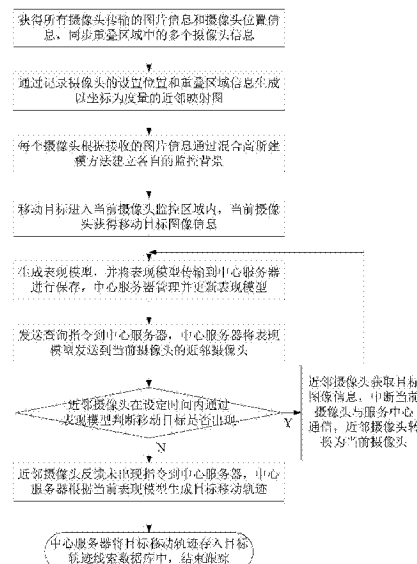 获得所有摄像头传输的图片信息和摄像头位置信
息，同步重叠区域中的多个摄像头信息
通过记录摄像头的设置位置和重叠区域信息生成
以坐标为度量的近邻映射图
每个摄像头根据接收的图片信息通过混合高斯建
模方法建立各自的监控背景
移动目标进入当前摄像头监控区域内，当前摄像
头获得移动目标图像信息
生成表现模型，并将表现模型传输到中心服务器
进行保存，中心服务器管理并更新表现模型
发送查询指令到中心服务器，中心服务器将表现
模型发送到当前摄像头的近邻摄像头
近邻摄像头在设定时间内通过
表现模型判断移动目标是否出现
Y
近邻摄像头获取目标
图像信息，中断当前
摄像头与服务中心
通信，近邻摄像头转
换为当前摄像头
N
近邻摄像头反馈未出现指令到中心服务器，中心
服务器根据当前表现模型生成目标移动轨迹
中心服务器将目标移动轨迹存入目标
轨迹线索数据库中，结束跟踪